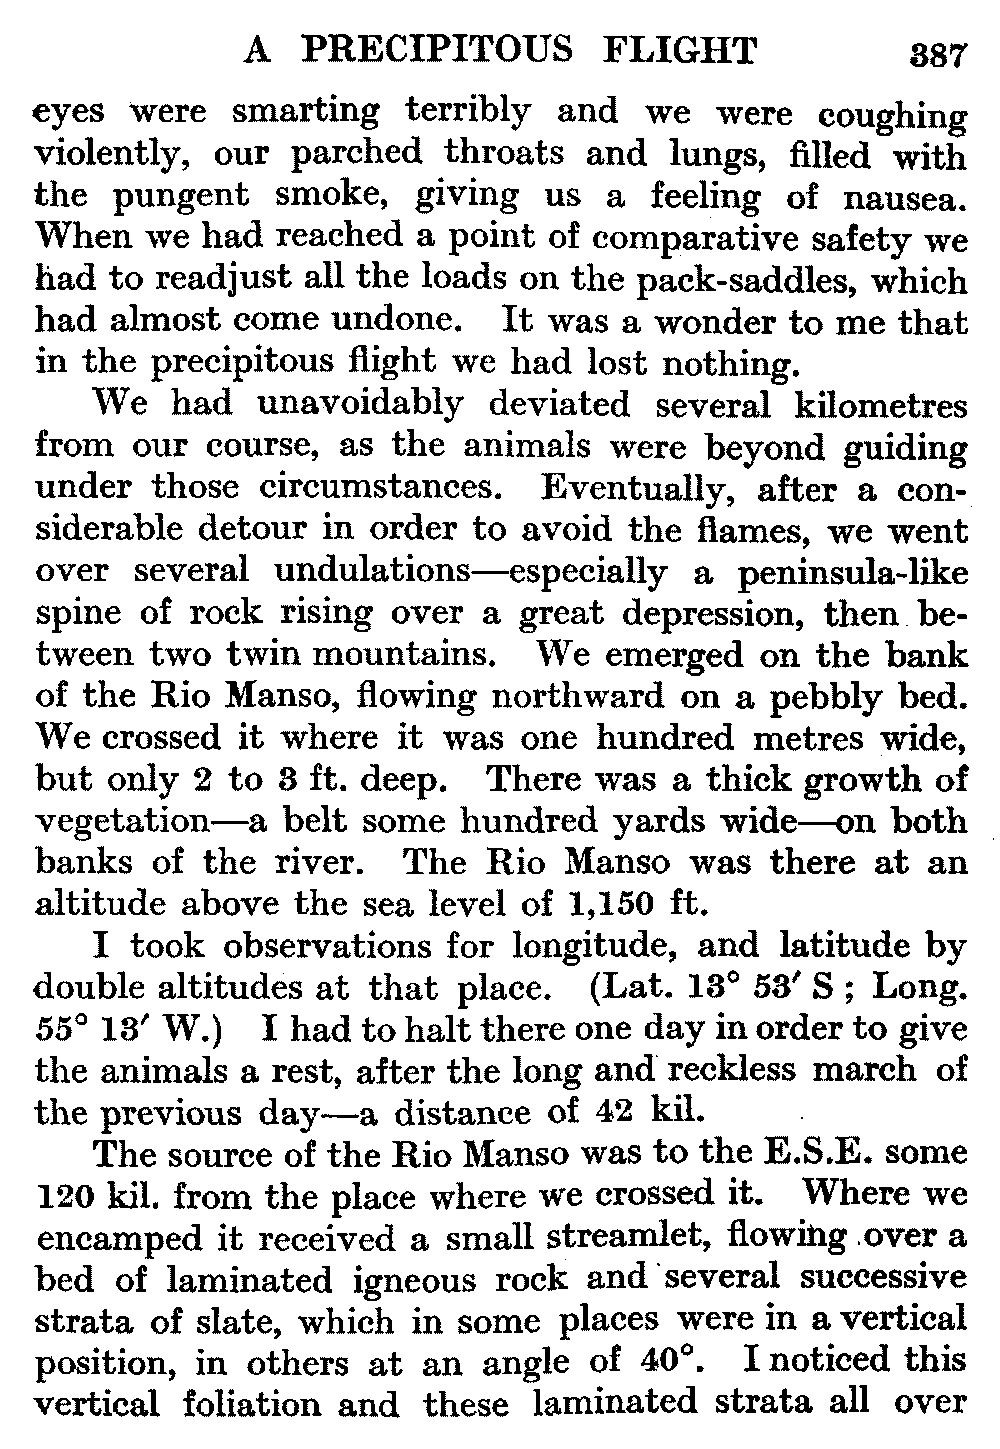 A PRECIPITOUS FLIGHT 387
eyes were smarting terribly and we were coughing
violently, our parched throats and lungs, filled with
the pungent smoke, giving us a feeling of nausea.
When we had reached a point of comparative safety we
had to readjust all the loads on the pack-saddles, which
had almost come undone. It was a wonder to me that
in the precipitous flight we had lost nothing.
We had unavoidably deviated several kilometres
from our course, as the animals were beyond guiding
under those circumstances. Eventually, after a con-
siderable detour in order to avoid the flames, we went
over several undulations—especially a peninsula-like
spine of rock rising over a great depression, then be-
tween two twin mountains. We emerged on the bank
of the Rio Manso, flowing northward on a pebbly bed.
We crossed it where it was one hundred metres wide,
but only 2 to 3 ft. deep. There was a thick growth of
vegetation—a belt some hundred yards wide—on both
banks of the river. The Rio Manso was there at an
altitude above the sea level of 1,150 ft.
I took observations for longitude, and latitude by
double altitudes at that place. (Lat. 13° 53′ S ; Long.
55° 13′ W.) I had to halt there one day in order to give
the animals a rest, after the long and reckless march of
the previous day—a distance of 42 kil.
The source of the Rio Manso was to the E.S.E. some
120 kil. from the place where we crossed it. Where we
encamped it received a small streamlet, flowing over a
bed of laminated igneous rock and several successive
strata of slate, which in some places were in a vertical
position, in others at an angle of 40°. I noticed this
vertical foliation and these laminated strata all over